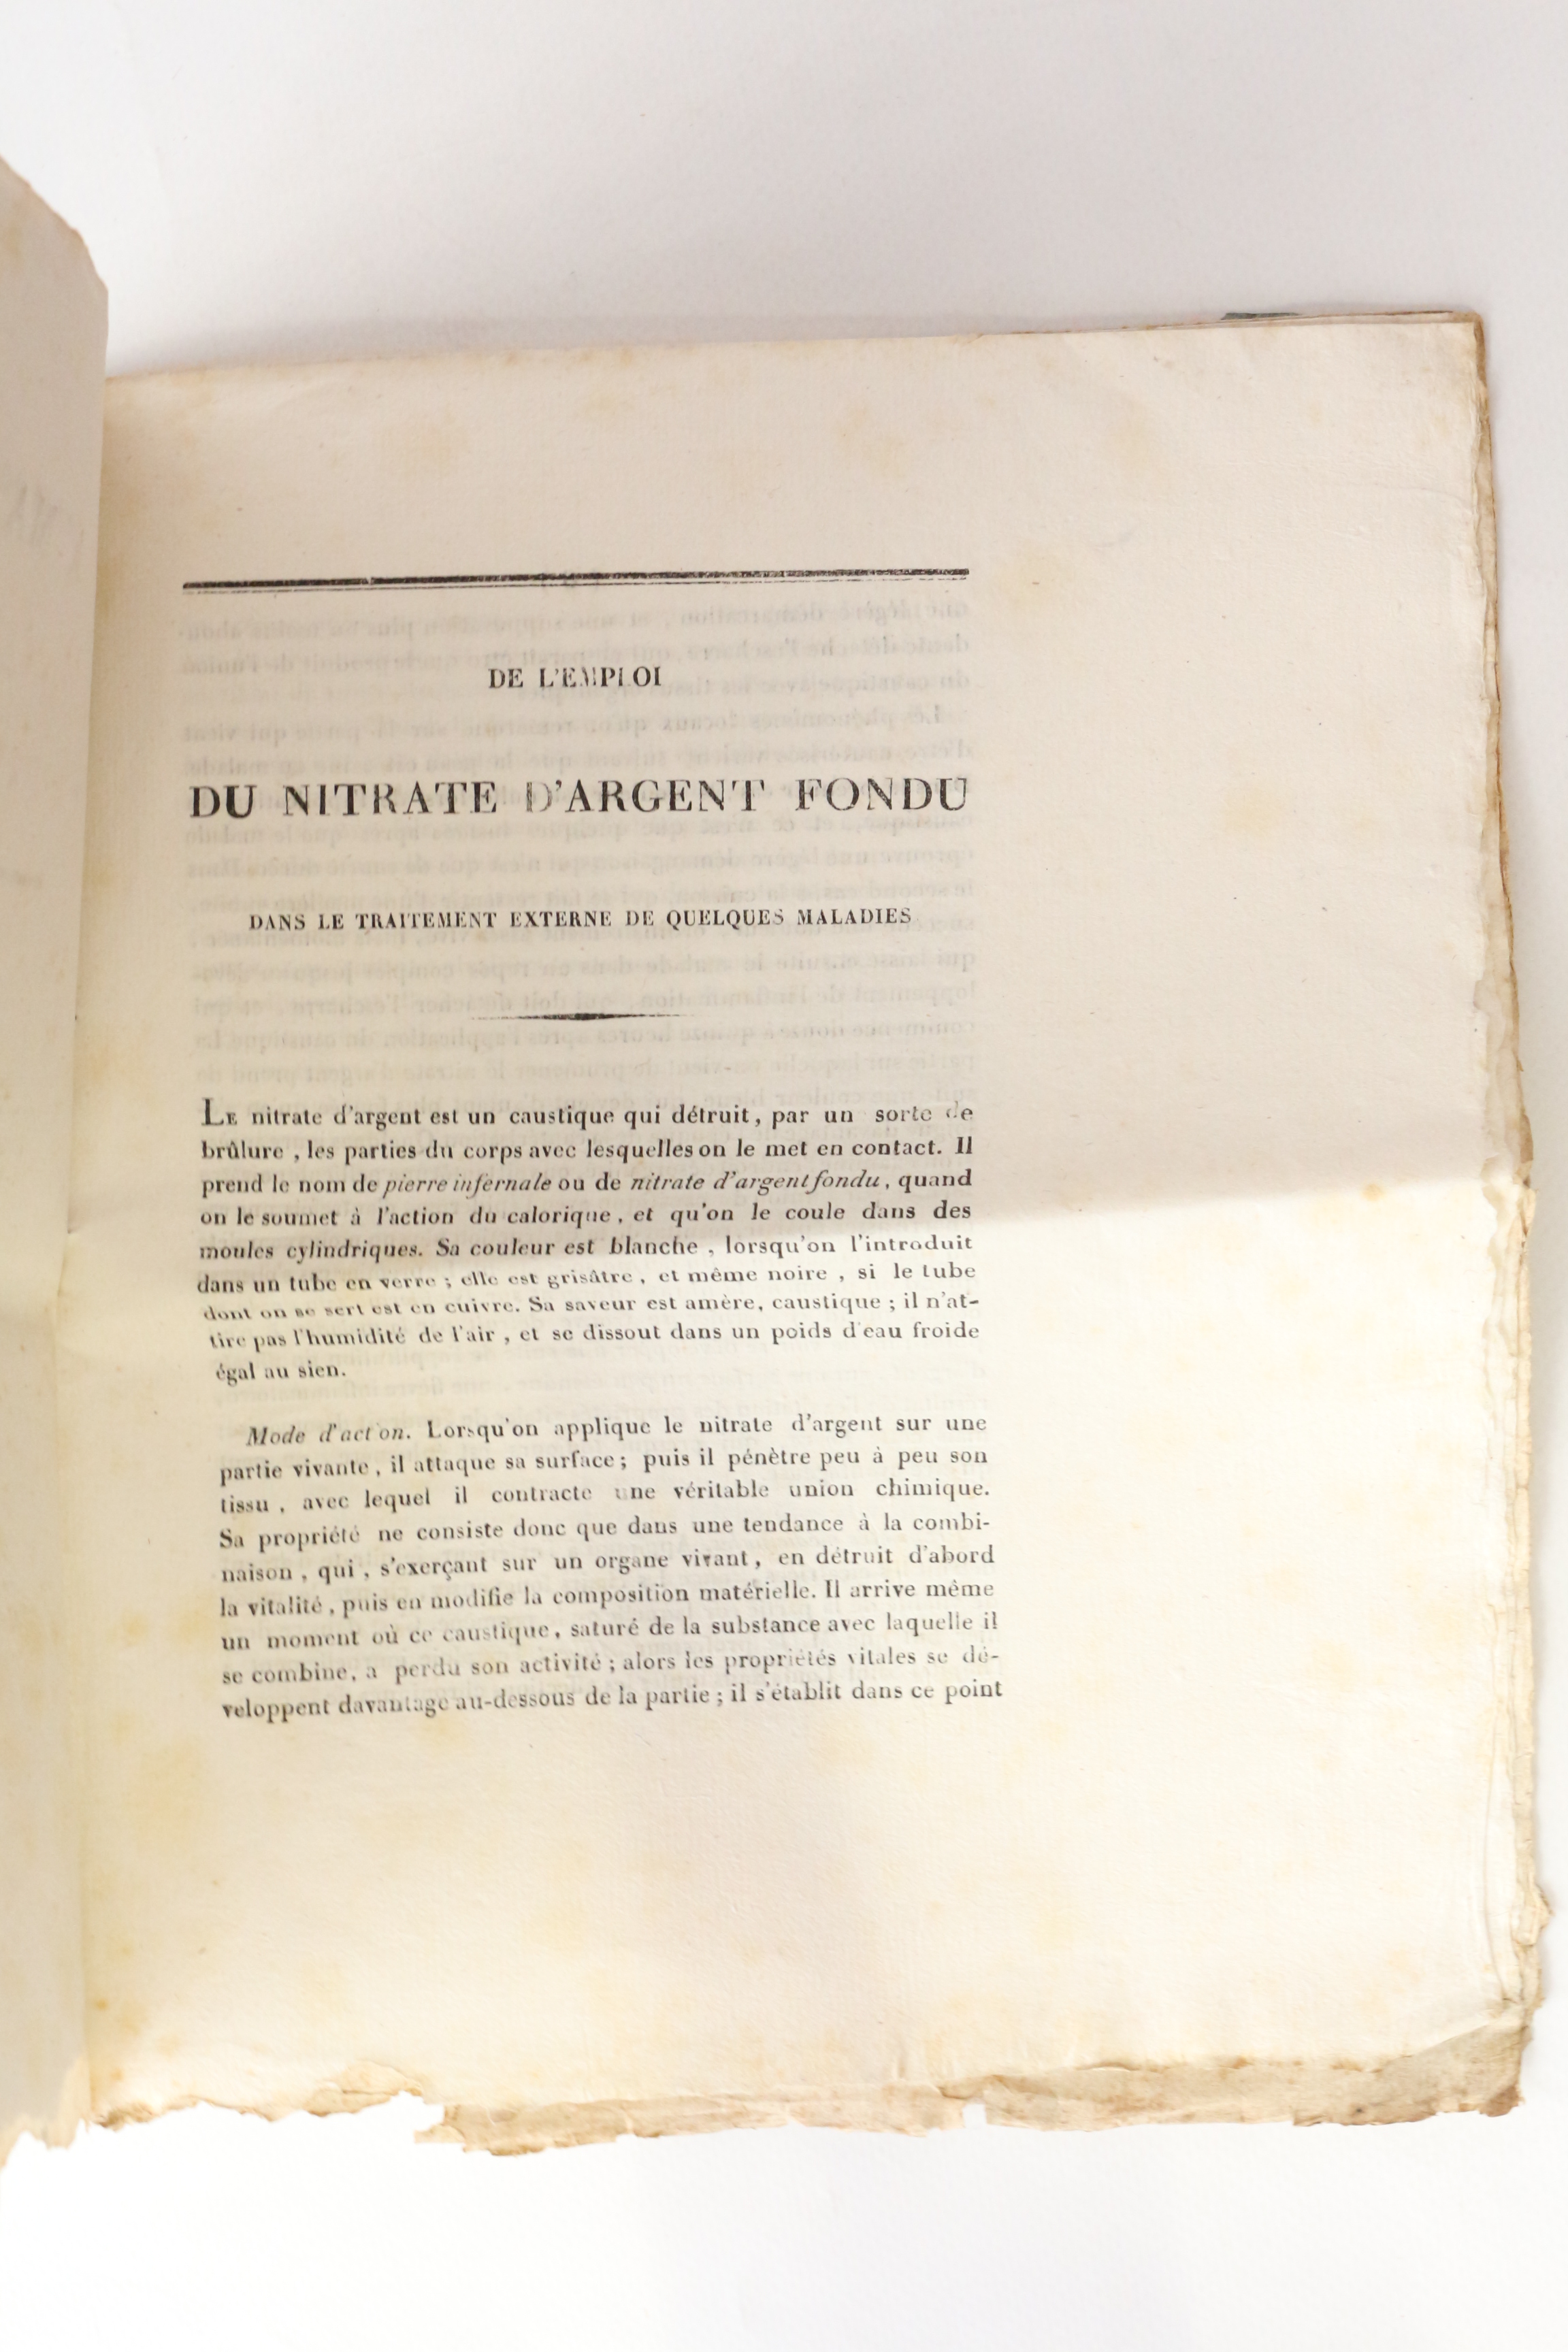 DE L'EMPLOI
DU NITRATE D'ARGENT FONDU
DANS LE TRAITEMENT EXTERNE DE QUELQUES MALADIES
LE nitrate d'argent est un caustique qui détruit, par un sorte de
brûlure, les parties du corps avec lesquelles on le met en contact. Il
prend le nom de pierre infernale ou de nitrate d'argent fondu, quand
on le soumet à l'action du calorique, et qu'on le coule dans des
moules cylindriques. Sa couleur est blanche, lorsqu'on l'introduit
dans un tube en verre; elle est grisâtre, et même noire, si le tube
dont on se sert est en cuivre. Sa saveur est amère, caustique; il n'at-
tire pas l'humidité de l'air, et se dissout dans un poids d'eau froide
égal au sien.
Mode d'action. Lorsqu'on applique le nitrate d'argent sur une
partie vivante, il attaque sa surface; puis il pénètre peu à peu son
tissu, avec lequel il contracte une véritable union chimique.
Sa propriété ne consiste donc que dans une tendance à la combi-
naison, qui, s'exerçant sur un organe vivant, en détruit d'abord
la vitalité, puis en modifie la composition matérielle. Il arrive même
un moment où ce caustique, saturé de la substance avec laquelle il
se combine, a perdu son activité; alors les propriétés vitales se dé-
veloppent davantage au-dessous de la partie; il s'établit dans ce point